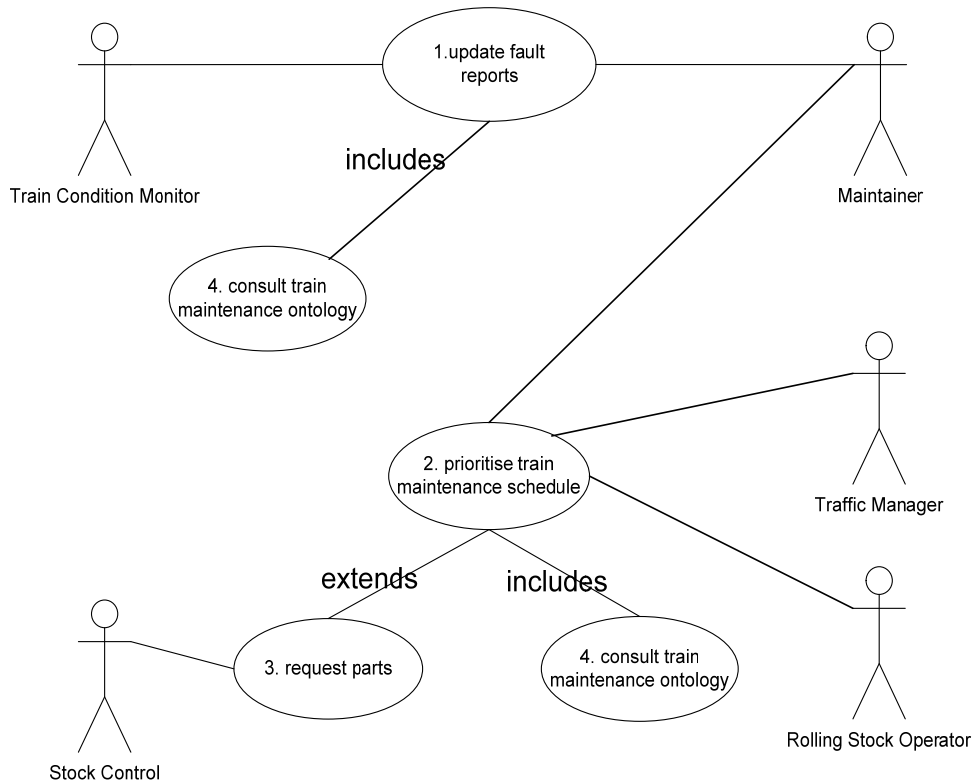 1.update fault
reports
includes
Train Condition Monitor
Maintainer
4. consult train
maintenance ontology
2. prioritise train
maintenance schedule
Traffic Manager
extends
includes
3. request parts
4. consult train
maintenance ontology
Rolling Stock Operator
Stock Control